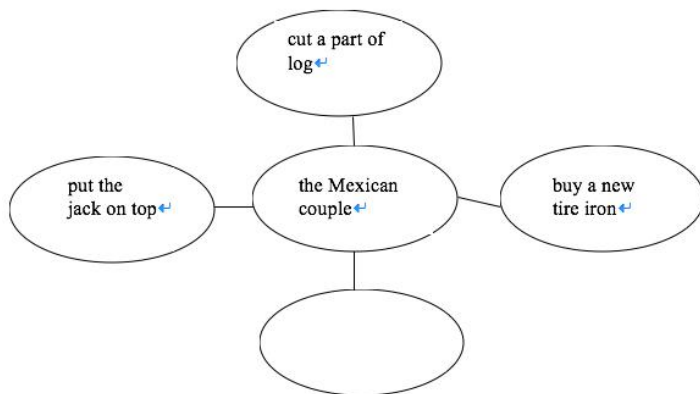 cut a part of
log↵
put the
jack on top↵
the Mexican
couple↵
buy a new
tire iron↵